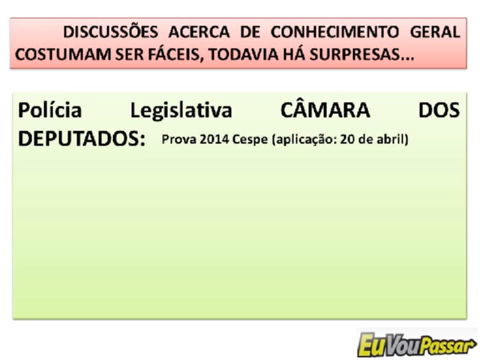 DISCUSSÕES ACERCA DE CONHECIMENTO GERAL
COSTUMAM SER FÁCEIS, TODAVIA HÁ SURPRESAS...
Polícia Legislativa CÂMARA DOS
DEPUTADOS: Prova 2014 Cespe (aplicação: 20 de abril)
EuVouPassar